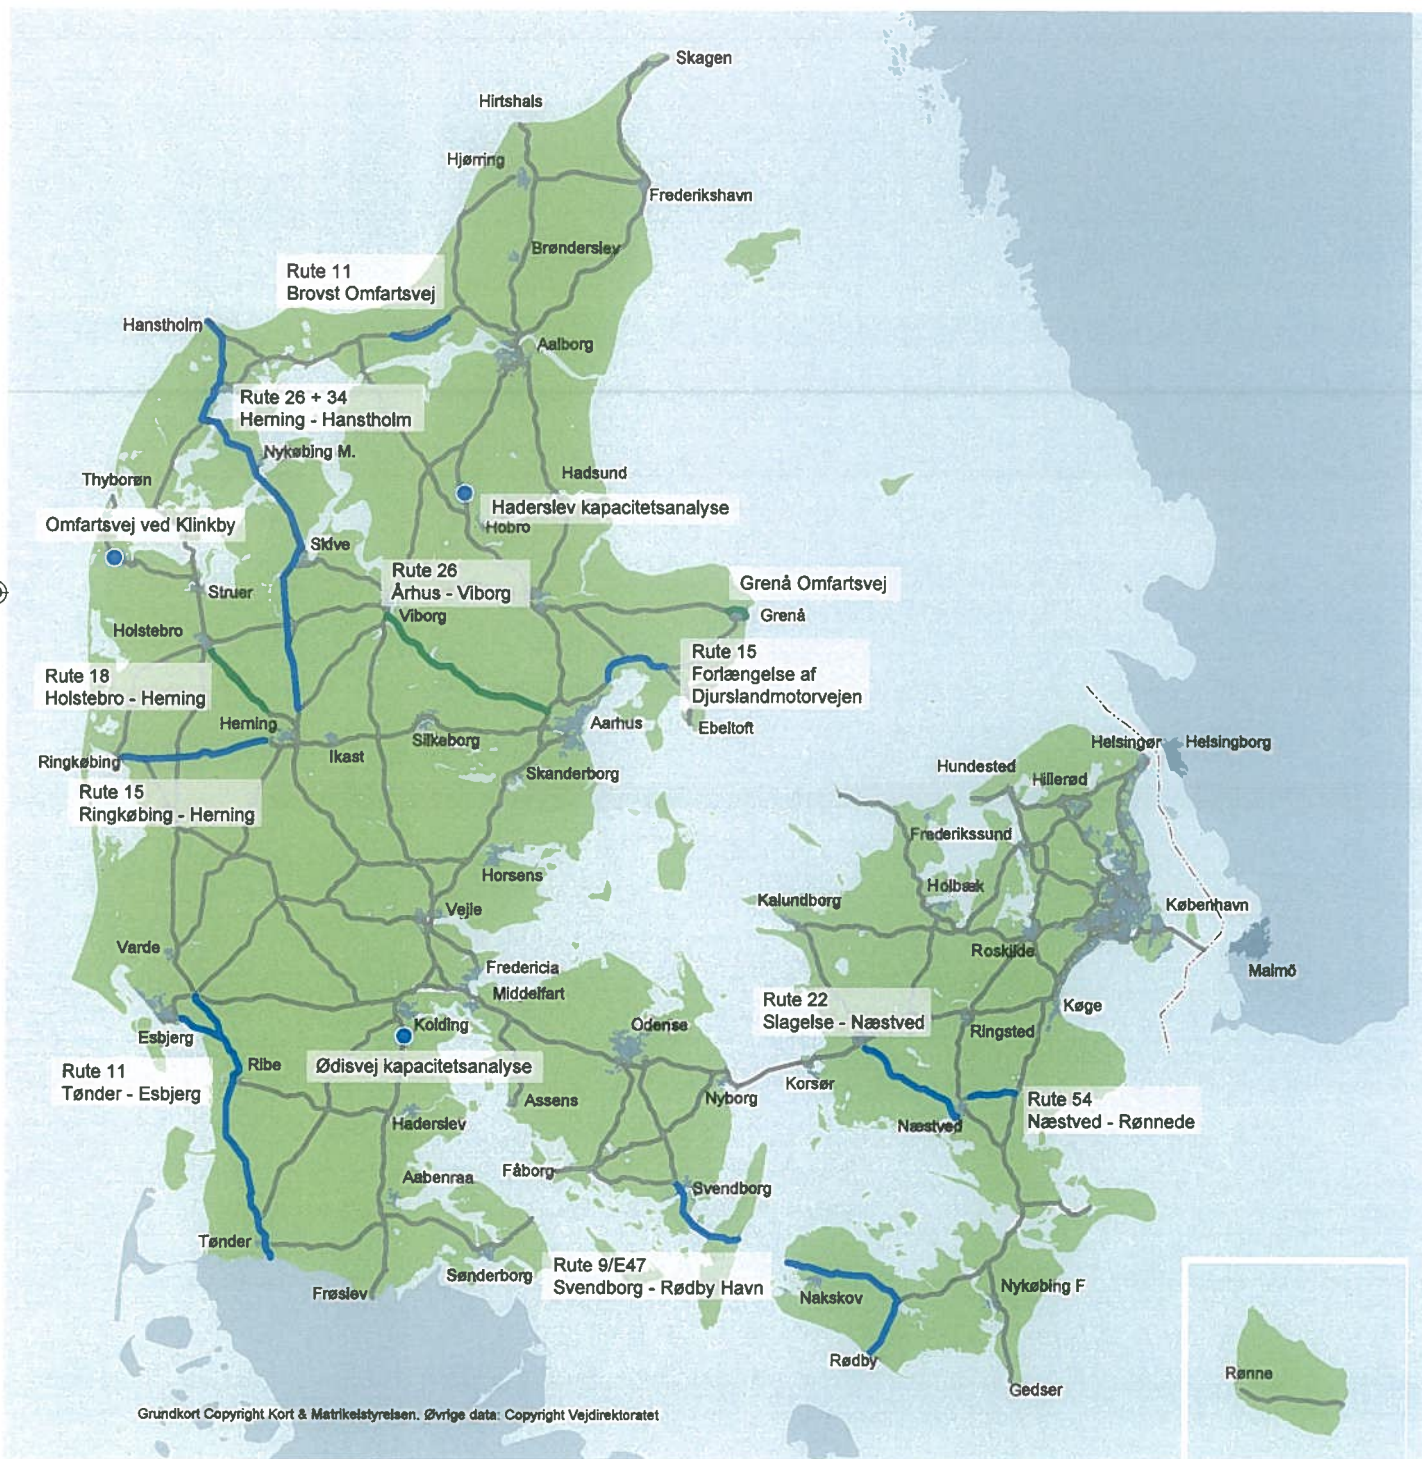 Skagen
Hirtshals
Hjørring
Frederikshavn
Brønderslev
Rute 11
Brovst Omfartsvej
Hanstholm
Aalborg
Rute 26 + 34
Herning - Hanstholm
Nykøbing M.
Thyborøn
Hadsund
Haderslev kapacitetsanalyse
Omfartsvej ved Klinkby
Hobro
Skive
Rute 26
Århus - Viborg
Grenå Omfartsvej
Struer
Viborg
Grenå
Holstebro
Rute 15
Forlængelse af
Djurslandmotorvejen
Rute 18
Holstebro - Herning
Herning
Aarhus
Ebeltoft
Silkeborg
Helsingør
Helsingborg
Ringkøbing
Ikast
Skanderborg
Hundested
Hillerød
Rute 15
Ringkøbing - Herning
Frederikssund
Horsens
Holbæk
Kalundborg
København
Vejle
Varde
Roskilde
Fredericia
Malmö
Middelfart
Rute 22
Slagelse - Næstved
Køge
Kolding
Odense
Ringsted
Esbjerg
Ribe
Ødisvej kapacitetsanalyse
Rute 11
Tønder - Esbjerg
Korsør
Assens
Nyborg
Rute 54
Næstved - Rønnede
Haderslev
Næstved
Fåborg
Aabenraa
Svendborg
Tønder
Rute 9/E47
Svendborg - Rødby Havn
Sønderborg
Frøslev
Nakskov
Nykøbing F
Rødby
Rønne
Gedser
Grundkort Copyright Kort & Matrikelstyrelsen. Øvrige data: Copyright Vejdirektoratet